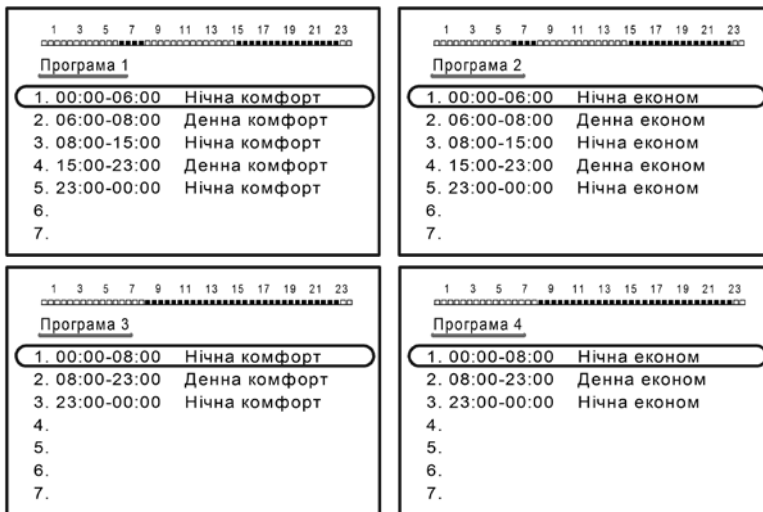 1 3 5 7 9 11 13 15 17 19 21 23
Програма 1
1. 00:00-06:00 Нічна комфорт
2. 06:00-08:00 Денна комфорт
3. 08:00-15:00 Нічна комфорт
4. 15:00-23:00 Денна комфорт
5. 23:00-00:00 Нічна комфорт
6.
7.
1 3 5 7 9 11 13 15 17 19 21 23
Програма 2
1. 00:00-06:00 Нічна економ
2. 06:00-08:00 Денна економ
3. 08:00-15:00 Нічна економ
4. 15:00-23:00 Денна економ
5. 23:00-00:00 Нічна економ
6.
7.
1 3 5 7 9 11 13 15 17 19 21 23
Програма 3
1. 00:00-08:00 Нічна комфорт
2. 08:00-23:00 Денна комфорт
3. 23:00-00:00 Нічна комфорт
4.
5.
6.
7.
1 3 5 7 9 11 13 15 17 19 21 23
Програма 4
1. 00:00-08:00 Нічна економ
2. 08:00-23:00 Денна економ
3. 23:00-00:00 Нічна економ
4.
5.
6.
7.